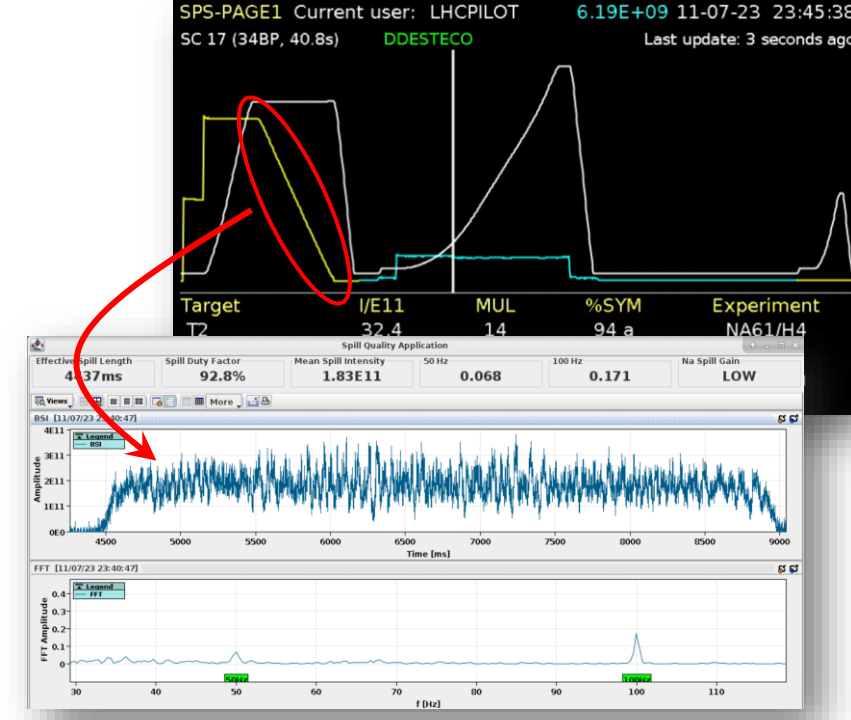 SPS-PAGE1 Current user: LHCPILOT 6.19E+09 11-07-23 23:45:38
SC 17 (34BP, 40.8s) DDESTECO Last update: 3 seconds ago
Target I/E11 MUL %SYM Experiment
T2 32.4 14 94 a NA61/H4
Spill Quality Application
Effective Spill Length Spill Duty Factor Mean Spill Intensity 50 Hz 100 Hz Na Spill Gain
4437ms 92.8% 1.83E11 0.068 0.171 LOW
Views More
BSI [11/07/23 23:40:47]
Legend
BSI
Amplitude
4E11
3E11
2E11
1E11
0E0
4500 5000 5500 6000 6500 7000 7500 8000 8500 9000
Time [ms]
FFT [11/07/23 23:40:47]
Legend
FFT
FFT Amplitude
0.4
0.3
0.2
0.1
0
50Hz 100Hz
30 40 50 60 70 80 90 100 110
f [Hz]